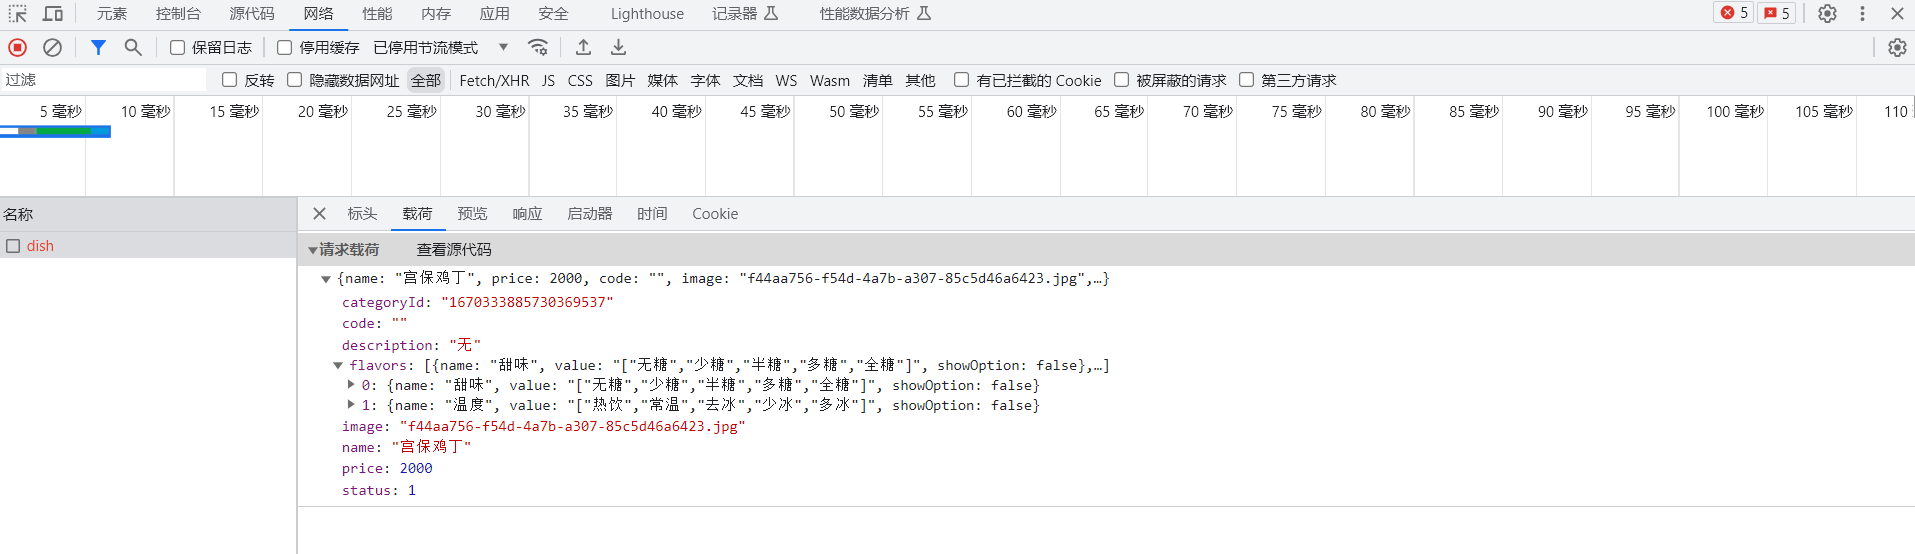 元素 控制台 源代码 网络 性能 内存 应用 安全 Lighthouse 记录器 性能数据分析 5 5
保留日志 停用缓存 已停用节流模式
过滤 反转 隐藏数据网址 全部 Fetch/XHR JS CSS 图片 媒体 字体 文档 WS Wasm 清单 其他 有已拦截的 Cookie 被屏蔽的请求 第三方请求
5 毫秒 10 毫秒 15 毫秒 20 毫秒 25 毫秒 30 毫秒 35 毫秒 40 毫秒 45 毫秒 50 毫秒 55 毫秒 60 毫秒 65 毫秒 70 毫秒 75 毫秒 80 毫秒 85 毫秒 90 毫秒 95 毫秒 100 毫秒 105 毫秒 110
名称 标头 载荷 预览 响应 启动器 时间 Cookie
dish
请求载荷 查看源代码
{name: "宫保鸡丁", price: 2000, code: "", image: "f44aa756-f54d-4a7b-a307-85c5d46a6423.jpg",…}
categoryId: "1670333885730369537"
code: ""
description: "无"
flavors: [{name: "甜味", value: "["无糖","少糖","半糖","多糖","全糖"]", showOption: false},…]
0: {name: "甜味", value: "["无糖","少糖","半糖","多糖","全糖"]", showOption: false}
1: {name: "温度", value: "["热饮","常温","去冰","少冰","多冰"]", showOption: false}
image: "f44aa756-f54d-4a7b-a307-85c5d46a6423.jpg"
name: "宫保鸡丁"
price: 2000
status: 1